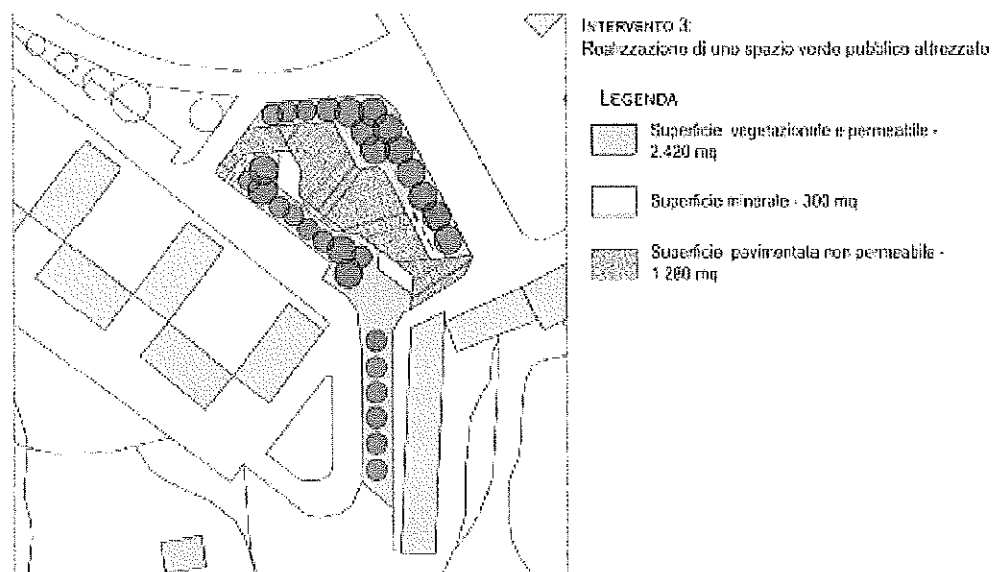 INTERVENTO 3:
Realizzazione di uno spazio verde pubblico attrezzato
LEGENDA
Superficie vegetazionale e permeabile -
2.420 mq
Superficie minerale - 300 mq
Superficie pavimentata non permeabile -
1.280 mq